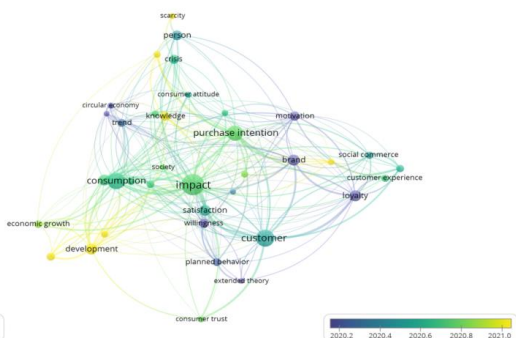 scarcity
person
crisis
consumer attitude
circular economy
knowledge
motivation
trend
purchase intention
brand
social commerce
society
customer experience
consumption
impact
loyalty
satisfaction
willingness
economic growth
customer
development
planned behavior
extended theory
consumer trust
2020.2 2020.4 2020.6 2020.8 2021.0